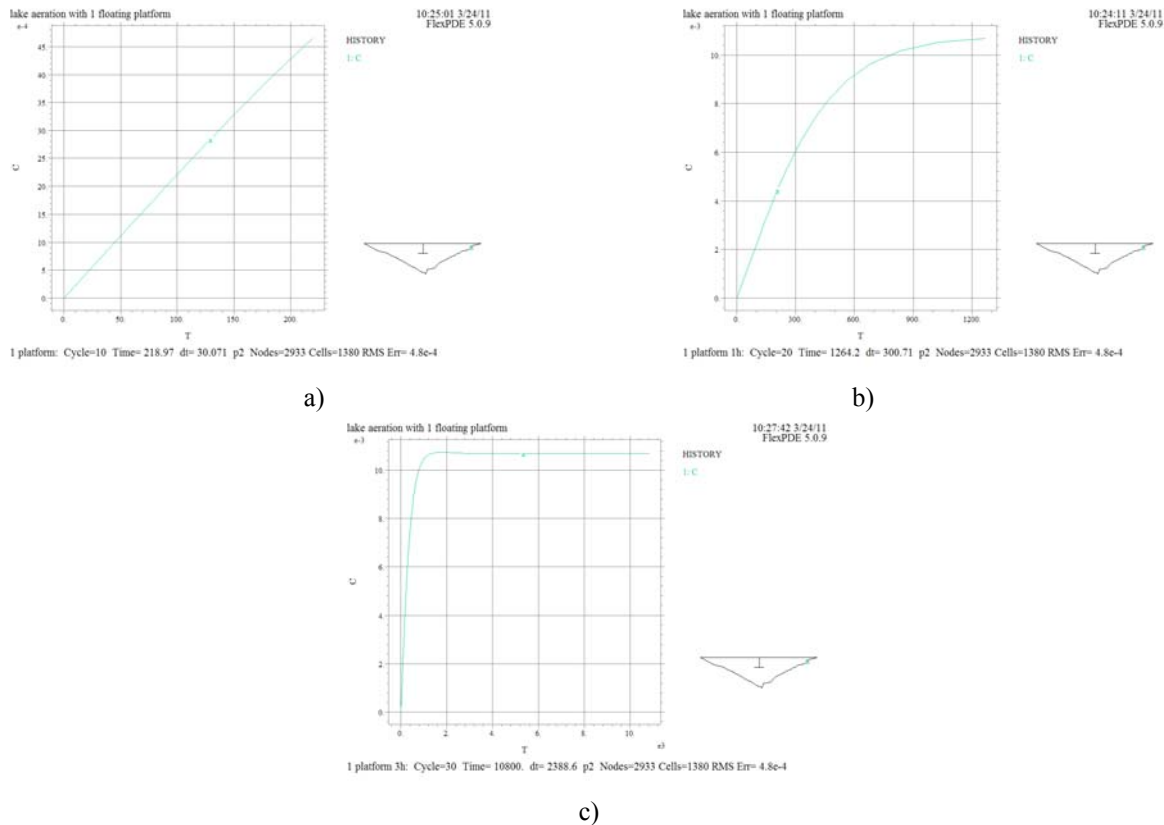 lake aeration with 1 floating platform
10:25:01 3/24/11
FlexPDE 5.0.9
e-4
HISTORY
1: C
45.
40.
35.
30.
25.
20.
15.
10.
5.
0.
C
0. 50. 100. 150. 200.
T
1 platform: Cycle=10 Time= 218.97 dt= 30.071 p2 Nodes=2933 Cells=1380 RMS Err= 4.8e-4
a)
lake aeration with 1 floating platform
10:24:11 3/24/11
FlexPDE 5.0.9
e-3
HISTORY
1: C
10.
8.
6.
4.
2.
0.
C
0. 300. 600. 900. 1200.
T
1 platform 1h: Cycle=20 Time= 1264.2 dt= 300.71 p2 Nodes=2933 Cells=1380 RMS Err= 4.8e-4
b)
lake aeration with 1 floating platform
10:27:42 3/24/11
FlexPDE 5.0.9
e-3
HISTORY
1: C
10.
8.
6.
4.
2.
0.
C
0. 2. 4. 6. 8. 10.
T
e3
1 platform 3h: Cycle=30 Time= 10800. dt= 2388.6 p2 Nodes=2933 Cells=1380 RMS Err= 4.8e-4
c)